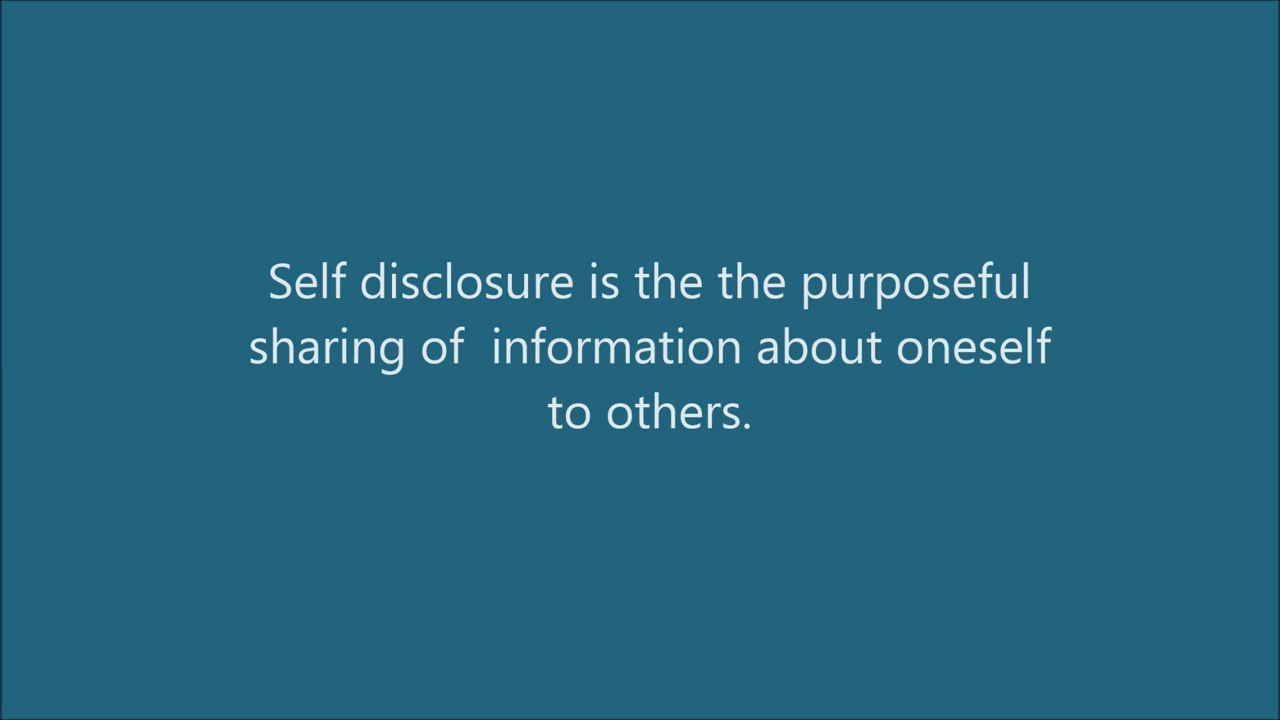 Self disclosure is the the purposeful
sharing of  information about oneself
to others.